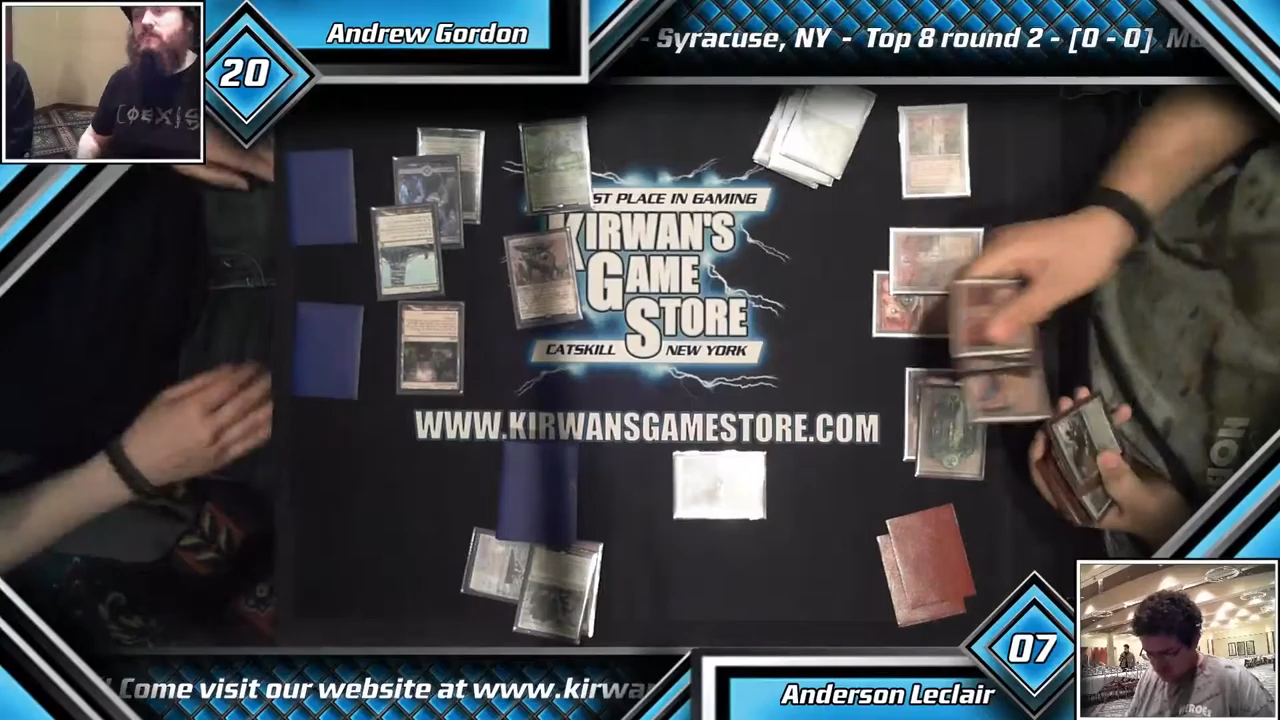 Andrew Gordon
20
- Syracuse, NY - Top 8 round 2 - [0 - 0]
ST PLACE IN GAMING
KIRWAN'S
GAME
STORE
CATSKILL NEW YORK
WWW.KIRWANSGAMESTORE.COM
07
! Come visit our website at www.kirwa
Anderson Leclair